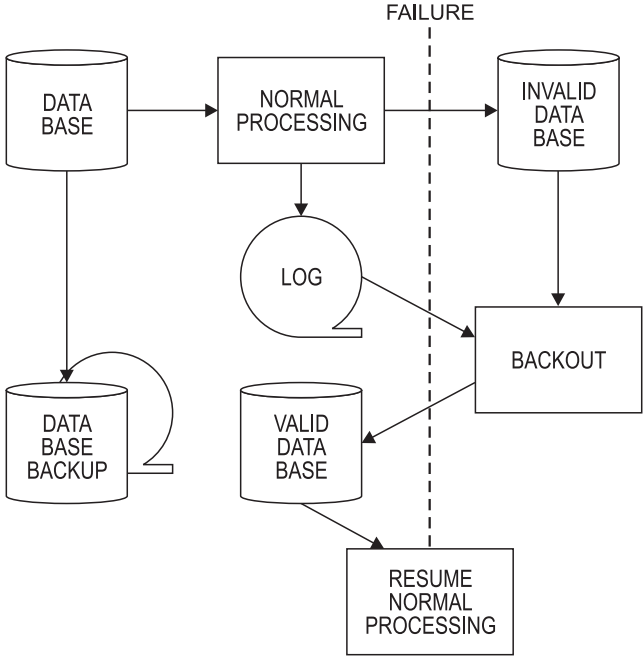 FAILURE
DATA
BASE
NORMAL
PROCESSING
INVALID
DATA
BASE
LOG
BACKOUT
DATA
BASE
BACKUP
VALID
DATA
BASE
RESUME
NORMAL
PROCESSING